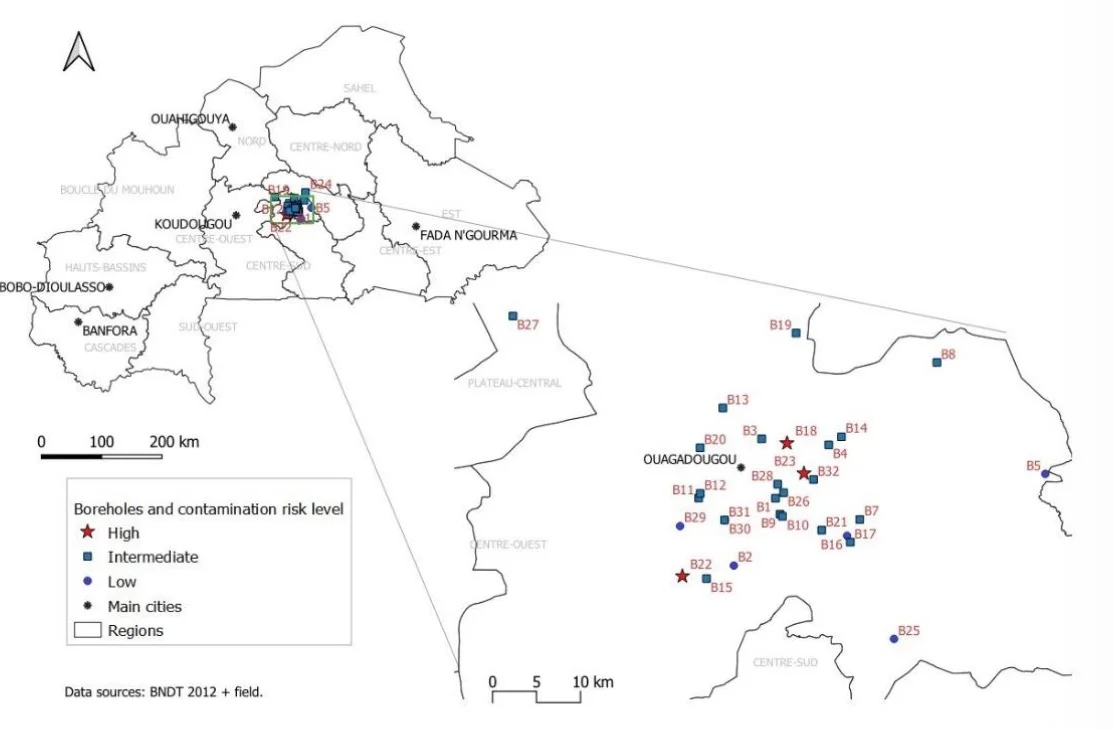 SAHEL
OUAHIGOUYA
NORD
CENTRE-NORD
BOUCLE DU MOUHOUN
B19
B24
B5
B22
KOUDOUGOU
CENTRE-OUEST
EST
FADA N'GOURMA
CENTRE-EST
CENTRE-SUD
HAUTS-BASSINS
BOBO-DIOULASSO
BANFORA
CASCADES
SUD-OUEST
0 100 200 km
Boreholes and contamination risk level
High
Intermediate
Low
Main cities
Regions
Data sources: BNDT 2012 + field.
B27
B19
B8
PLATEAU-CENTRAL
B13
B3
B18
B14
B20
B4
OUAGADOUGOU
B23
B32
B5
B28
B11
B12
B1
B26
B29
B31
B30
B9
B10
B21
B7
B17
B16
CENTRE-OUEST
B22
B2
B15
B25
CENTRE-SUD
0 5 10 km